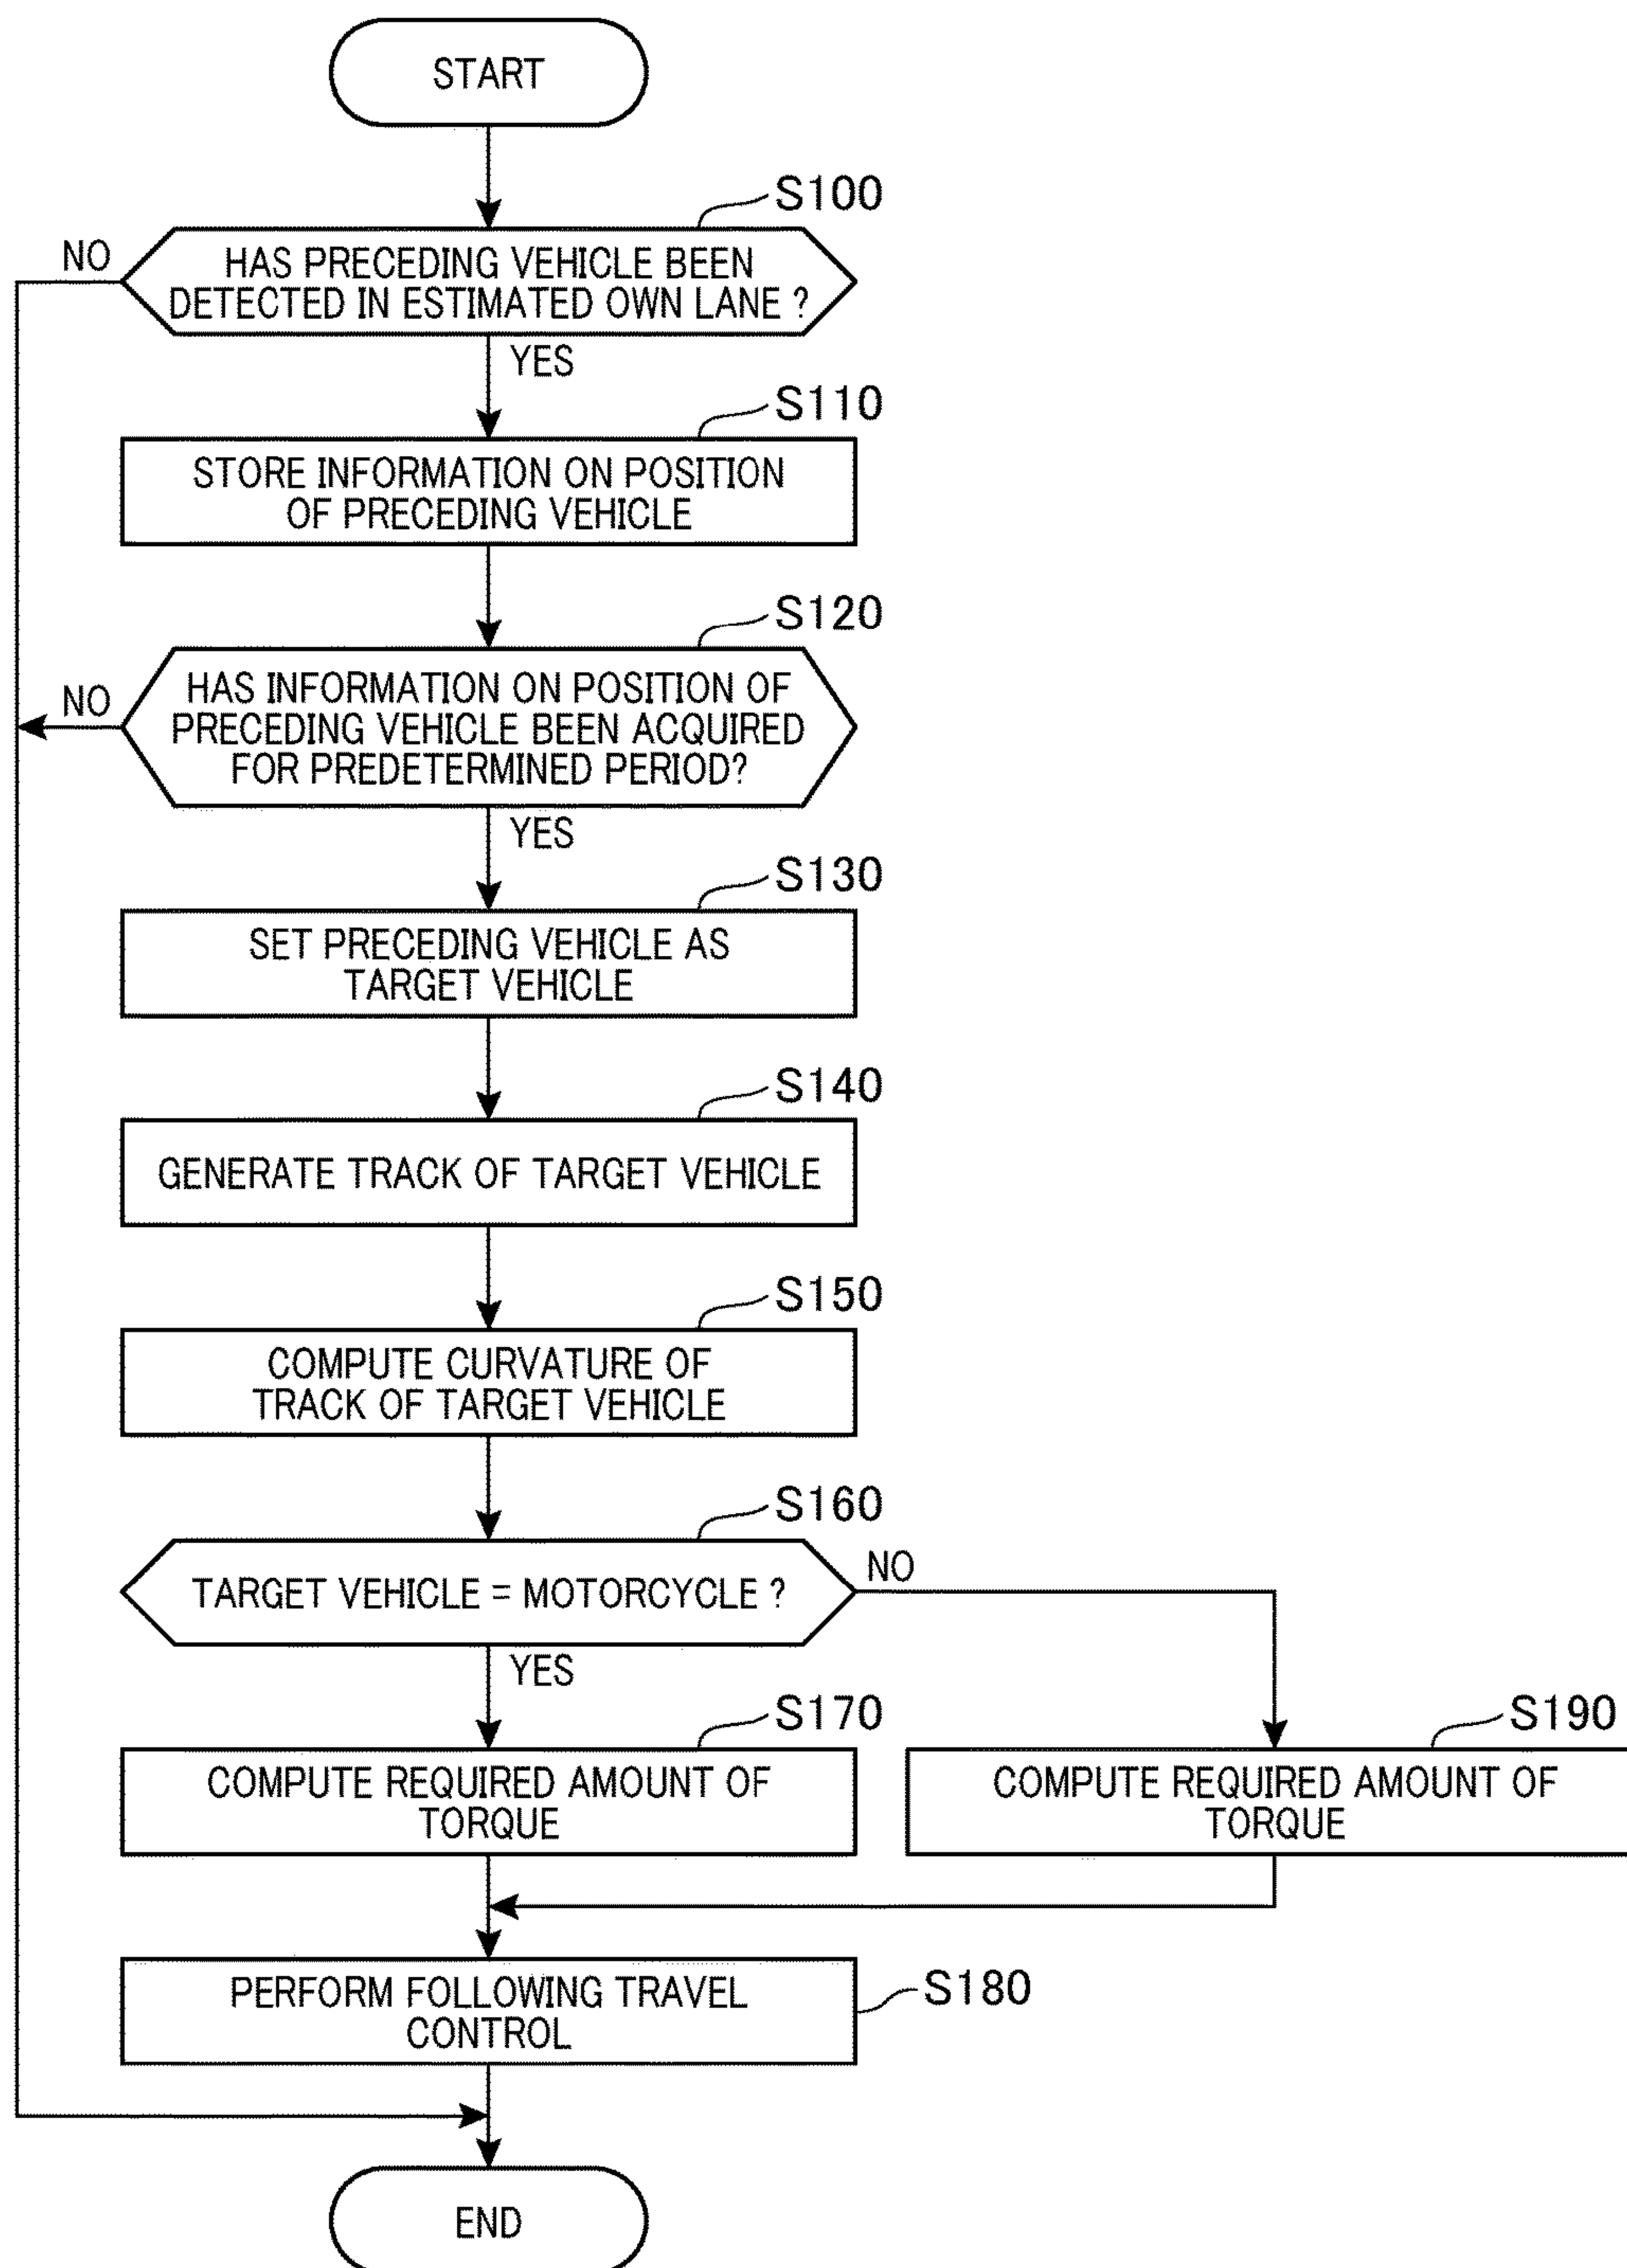 START
S100
NO
HAS PRECEDING VEHICLE BEEN
DETECTED IN ESTIMATED OWN LANE ?
YES
S110
STORE INFORMATION ON POSITION
OF PRECEDING VEHICLE
S120
NO
HAS INFORMATION ON POSITION OF
PRECEDING VEHICLE BEEN ACQUIRED
FOR PREDETERMINED PERIOD?
YES
S130
SET PRECEDING VEHICLE AS
TARGET VEHICLE
S140
GENERATE TRACK OF TARGET VEHICLE
S150
COMPUTE CURVATURE OF
TRACK OF TARGET VEHICLE
S160
TARGET VEHICLE = MOTORCYCLE ?
NO
YES
S170
COMPUTE REQUIRED AMOUNT OF
TORQUE
S190
COMPUTE REQUIRED AMOUNT OF
TORQUE
PERFORM FOLLOWING TRAVEL
CONTROL
S180
END